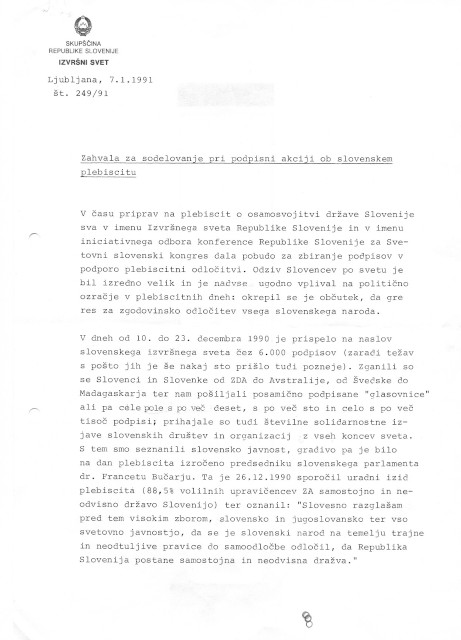 SKUPŠČINA
REPUBLIKE SLOVENIJE
IZVRŠNI SVET
Ljubljana, 7.1.1991
Št. 249/91
Zahvala za sodelovanje pri podpisni akciji ob slovenskem
plebiscitu
V času priprav na plebiscit o osamosvojitvi države Slovenije
sva v imenu Izvršnega sveta Republike Slovenije in v imenu
iniciativnega odbora konference Republike Slovenije za Sve-
tovni slovenski kongres dala pobudo za zbiranje podpisov v
podporo plebiscitni odločitvi. Odziv Slovencev po svetu je
bil izredno velik in je nadvse ugodno vplival na politično
ozračje v plebiscitnih dneh: okrepil se je občutek, da gre
res za zgodovinsko odločitev vsega slovenskega naroda.
V dneh od 10. do 23. decembra 1990 je prispelo na naslov
slovenskega izvršnega sveta čez 6.000 podpisov (zaradi težav
s pošto jih je še nakaj sto prišlo tudi pozneje). Zganili so
se Slovenci in Slovenke od ZDA do Avstralije, od Švedske do
Madagaskarja ter nam pošiljali posamično podpisane "glasovnice"
ali pa cele pole s po več deset, s po več sto in celo s po več
tisoč podpisi; prihajale so tudi številne solidarnostne iz-
jave slovenskih društev in organizacij z vseh koncev sveta.
S tem smo seznanili slovensko javnost, gradivo pa je bilo
na dan plebiscita izročeno predsedniku slovenskega parlamenta
dr. Francetu Bučarju. Ta je 26.12.1990 sporočil uradni izid
plebiscita (88,5% volilnih upravičencev ZA samostojno in ne-
odvisno državo Slovenijo) ter oznanil: "Slovesno razglašam
pred tem visokim zborom, slovensko in jugoslovansko ter vso
svetovno javnostjo, da se je slovenski narod na temelju trajne
in neodtuljive pravice do samoodločbe odločil, da Republika
Slovenija postane samostojna in neodvisna dražva."